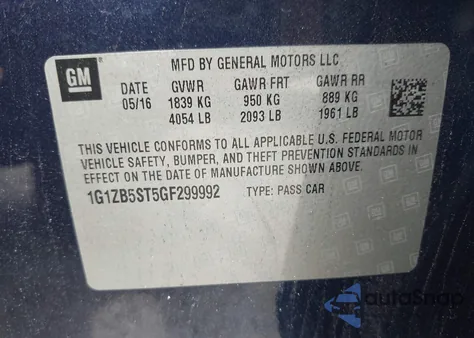 GM
MFD BY GENERAL MOTORS LLC
DATE GVWR GAWR FRT GAWR RR
05/16 1839 KG 950 KG 889 KG
4054 LB 2093 LB 1961 LB
THIS VEHICLE CONFORMS TO ALL APPLICABLE U.S. FEDERAL MOTOR
VEHICLE SAFETY, BUMPER, AND THEFT PREVENTION STANDARDS IN
EFFECT ON THE DATE OF MANUFACTURE SHOWN ABOVE.
1G1ZB5ST5GF299992 TYPE: PASS CAR
autoSnap